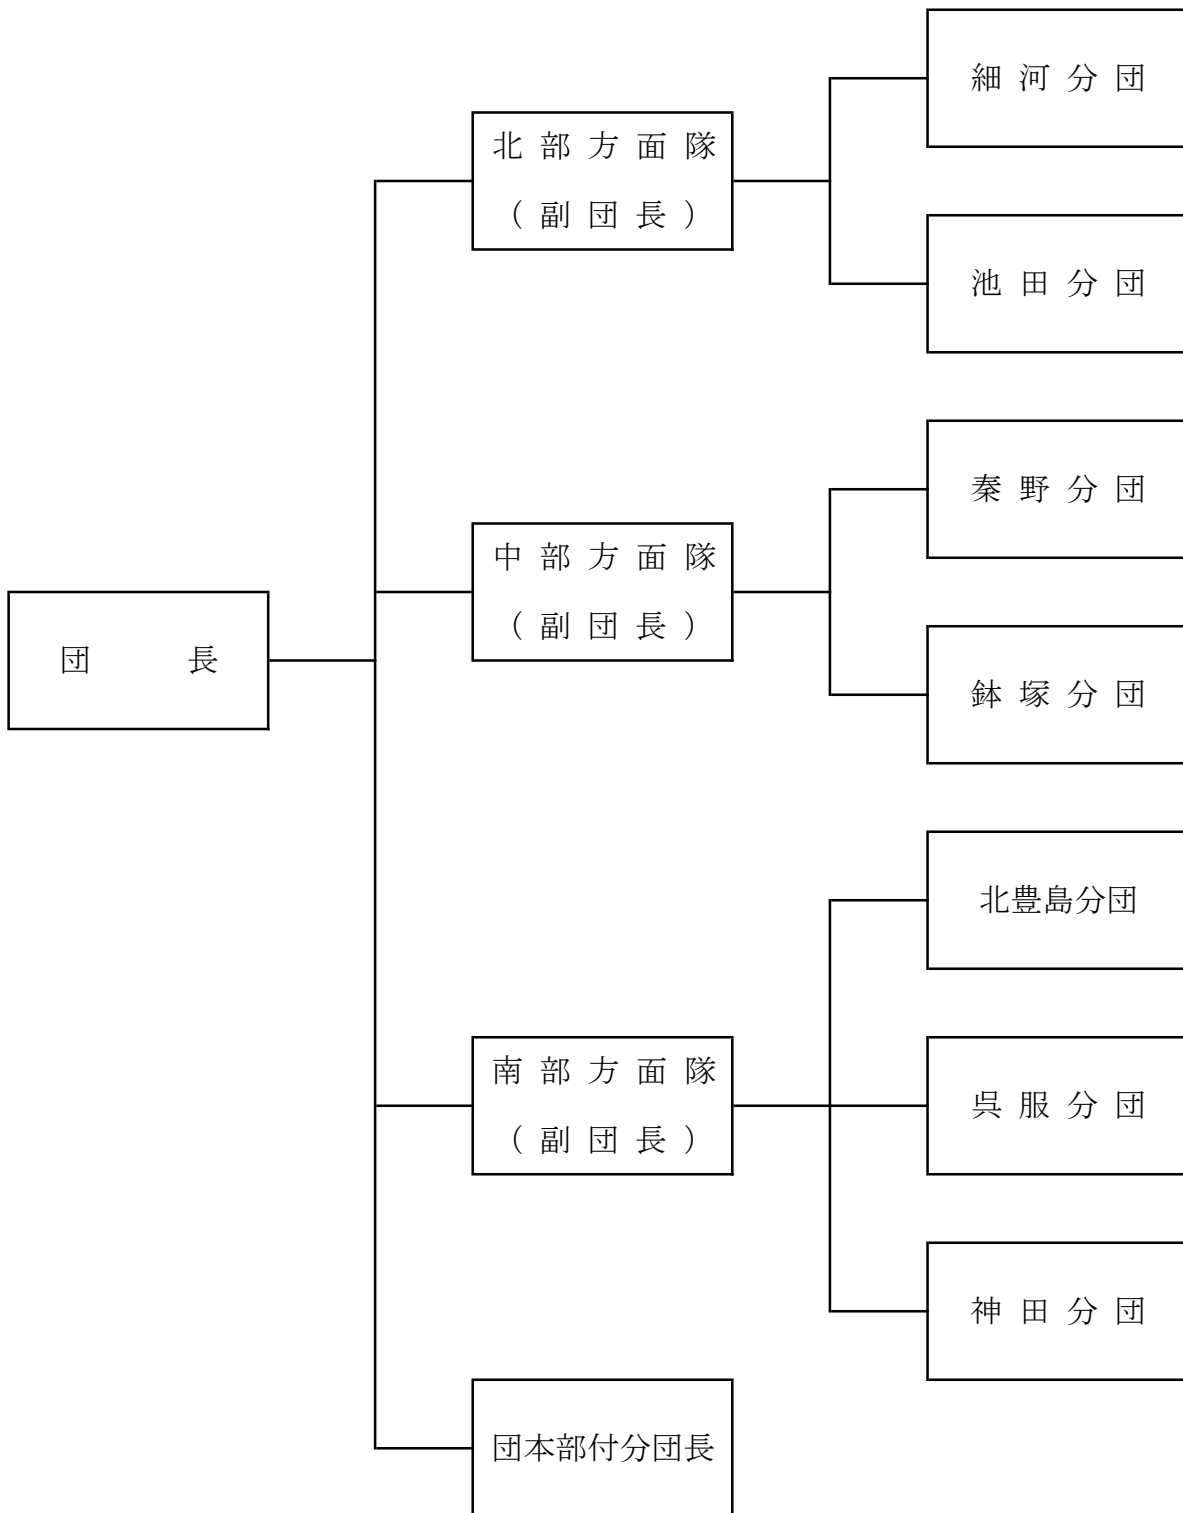 団長
北部方面隊
（副団長）
細河分団
池田分団
中部方面隊
（副団長）
秦野分団
鉢塚分団
南部方面隊
（副団長）
北豊島分団
呉服分団
神田分団
団本部付分団長